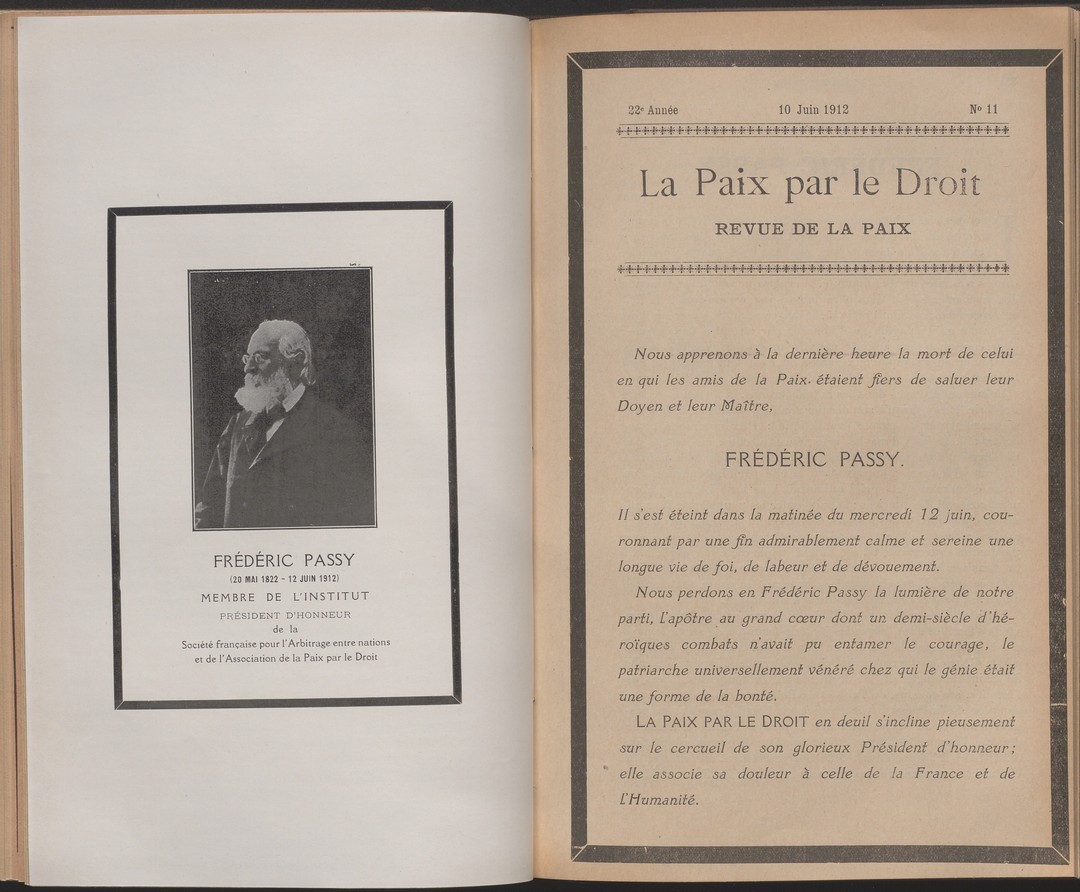 FRÉDÉRIC PASSY
(20 MAI 1822 - 12 JUIN 1912)
MEMBRE DE L'INSTITUT
PRÉSIDENT D'HONNEUR
de la
Société française pour l'Arbitrage entre nations
et de l'Association de la Paix par le Droit
22e Année 10 Juin 1912 No 11
La Paix par le Droit
REVUE DE LA PAIX
Nous apprenons à la dernière heure la mort de celui
en qui les amis de la Paix. étaient fiers de saluer leur
Doyen et leur Maître,
FRÉDÉRIC PASSY.
Il s'est éteint dans la matinée du mercredi 12 juin, cou-
ronnant par une fin admirablement calme et sereine une
longue vie de foi, de labeur et de dévouement.
Nous perdons en Frédéric Passy la lumière de notre
parti, l'apôtre au grand cœur dont un demi-siècle d'hé-
roïques combats n'avait pu entamer le courage, le
patriarche universellement vénéré chez qui le génie était
une forme de la bonté.
LA PAIX PAR LE DROIT en deuil s'incline pieusement
sur le cercueil de son glorieux Président d'honneur;
elle associe sa douleur à celle de la France et de
l'Humanité.